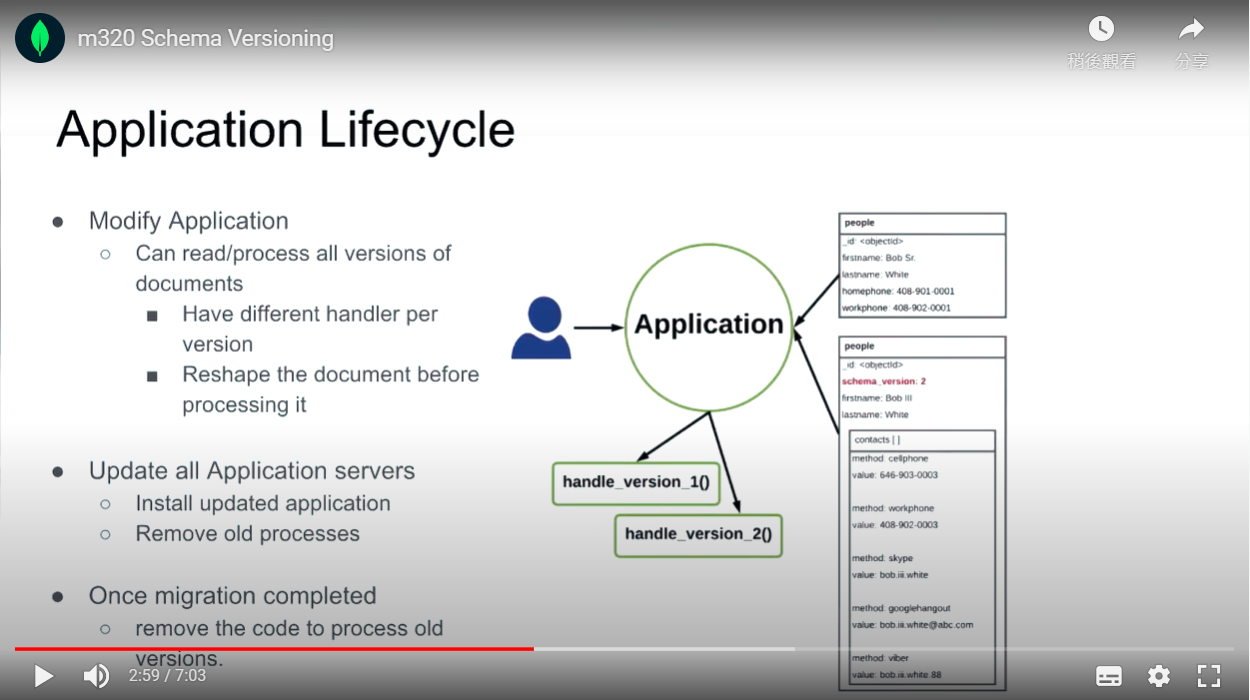 m320 Schema Versioning
稍後觀看
分享
Application Lifecycle
● Modify Application
○ Can read/process all versions of
documents
■ Have different handler per
version
■ Reshape the document before
processing it
● Update all Application servers
○ Install updated application
○ Remove old processes
● Once migration completed
○ remove the code to process old
versions.
Application
handle_version_1()
handle_version_2()
people
_id: <objectId>
firstname: Bob Sr.
lastname: White
homephone: 408-901-0001
workphone: 408-902-0001
people
_id: <objectId>
schema_version: 2
firstname: Bob III
lastname: White
contacts [ ]
method: cellphone
value: 646-903-0003
method: workphone
value: 408-902-0003
method: skype
value: bob.iii.white
method: googlehangout
value: bob.iii.white@abc.com
method: viber
value: bob.iii.white.88
2:59 / 7:03